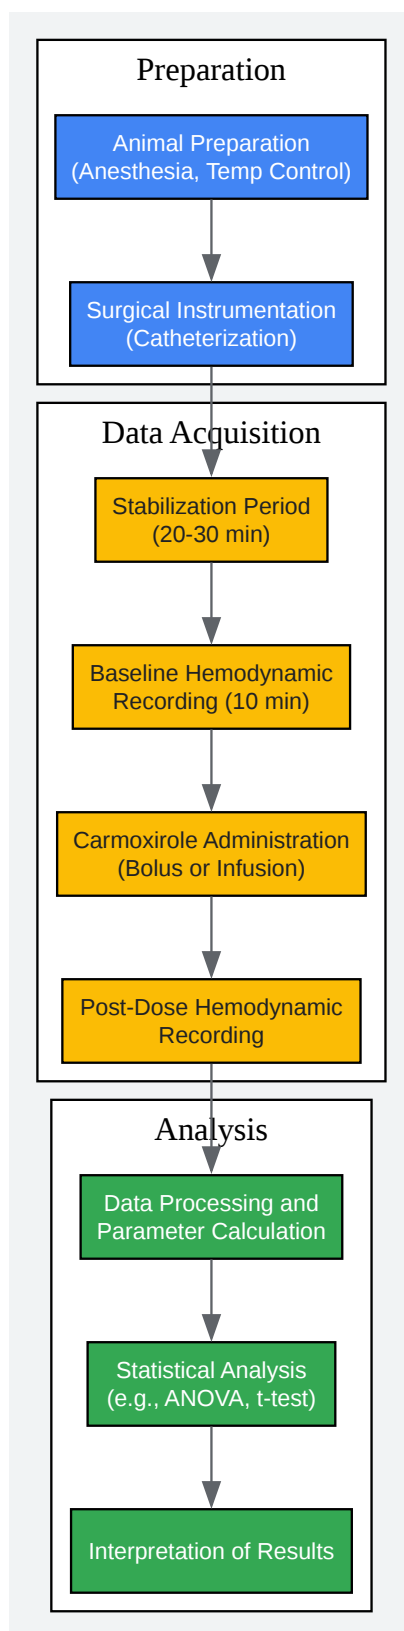 Preparation
Animal Preparation
(Anesthesia, Temp Control)
Surgical Instrumentation
(Catheterization)
Data Acquisition
Stabilization Period
(20-30 min)
Baseline Hemodynamic
Recording (10 min)
Carmoxirole Administration
(Bolus or Infusion)
Post-Dose Hemodynamic
Recording
Analysis
Data Processing and
Parameter Calculation
Statistical Analysis
(e.g., ANOVA, t-test)
Interpretation of Results